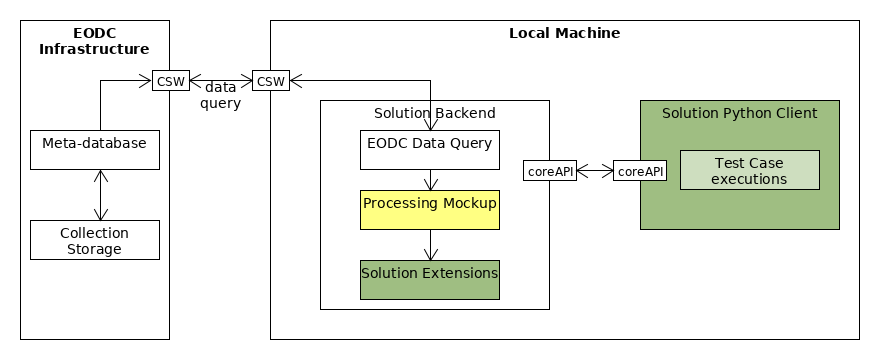 EODC
Infrastructure
Local Machine
CSW
data
query
CSW
Meta-database
Collection
Storage
Solution Backend
EODC Data Query
Processing Mockup
Solution Extensions
coreAPI
coreAPI
Solution Python Client
Test Case
executions